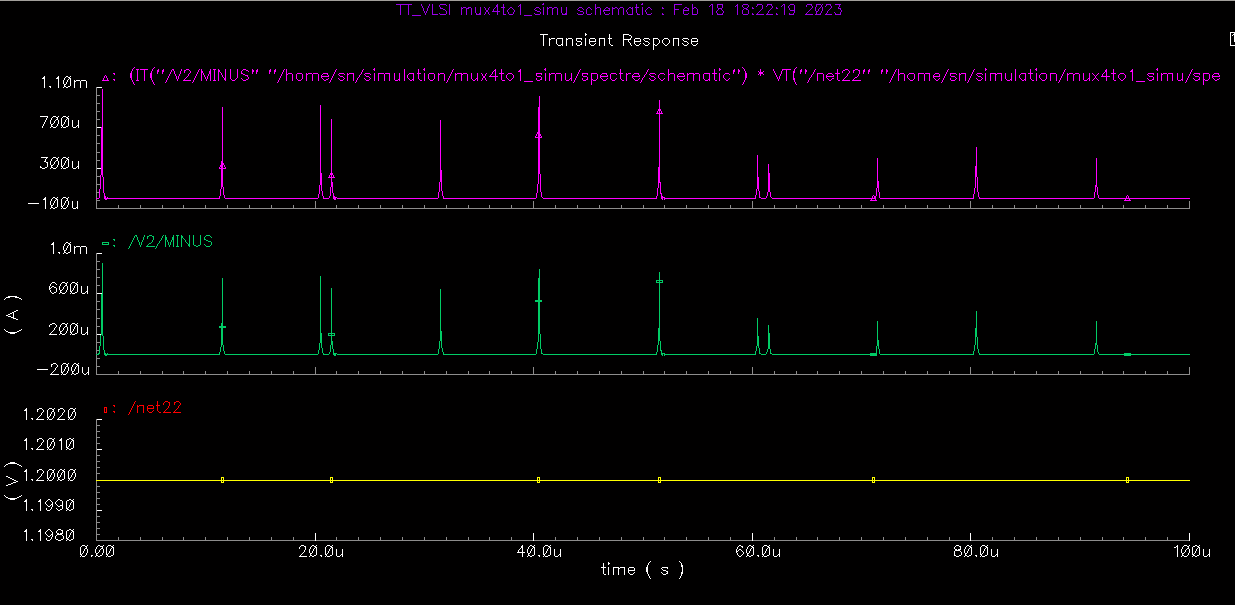 TT_VLSI mux4to1_simu schematic : Feb 18 18:22:19 2023
Transient Response
△: (IT("/V2/MINUS" "/home/sn/simulation/mux4to1_simu/spectre/schematic") * VT("/net22" "/home/sn/simulation/mux4to1_simu/spe
1.10m
700u
300u
-100u
: /V2/MINUS
1.0m
600u
200u
-200u
( A )
: /net22
1.2020
1.2010
1.2000
1.1990
1.1980
( V )
0.00 20.0u 40.0u 60.0u 80.0u 100u
time ( s )